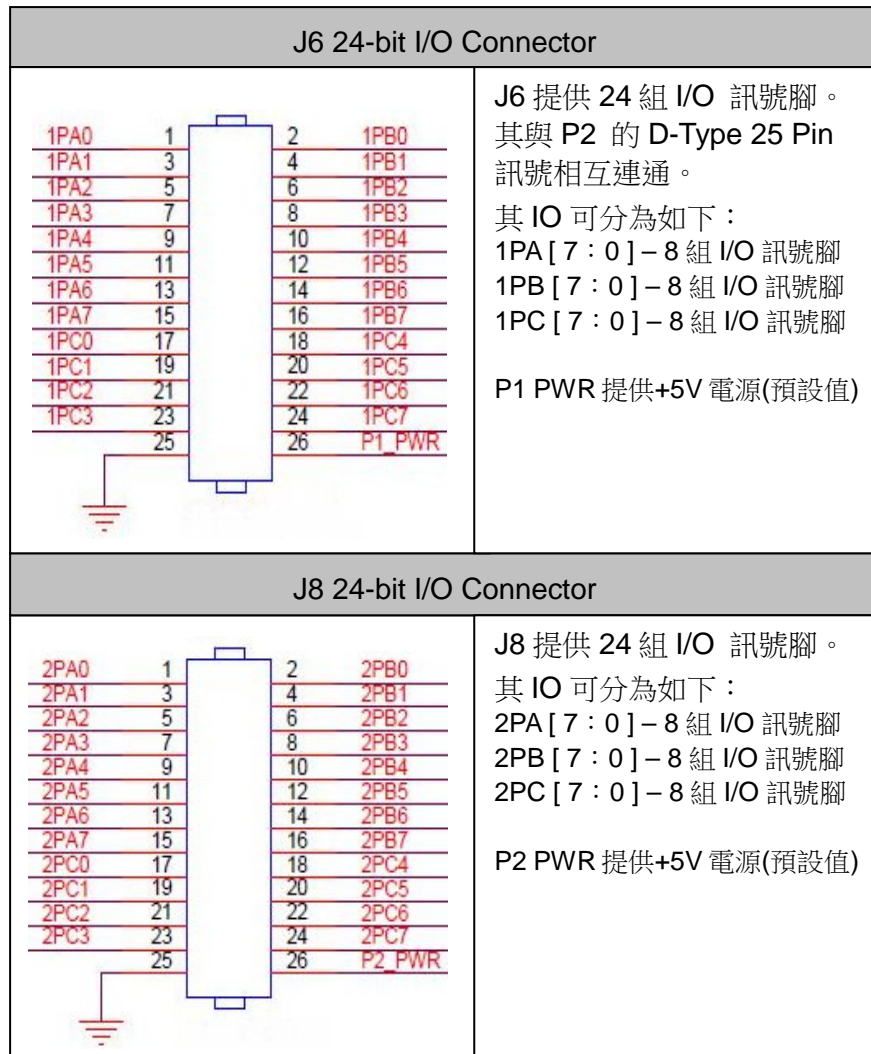 J6 24-bit I/O Connector
1PA0 1 2 1PB0
1PA1 3 4 1PB1
1PA2 5 6 1PB2
1PA3 7 8 1PB3
1PA4 9 10 1PB4
1PA5 11 12 1PB5
1PA6 13 14 1PB6
1PA7 15 16 1PB7
1PC0 17 18 1PC4
1PC1 19 20 1PC5
1PC2 21 22 1PC6
1PC3 23 24 1PC7
25 26 P1_PWR
J6 提供 24 組 I/O 訊號腳。
其與 P2 的 D-Type 25 Pin
訊號相互連通。
其 IO 可分為如下：
1PA [ 7：0 ] – 8 組 I/O 訊號腳
1PB [ 7：0 ] – 8 組 I/O 訊號腳
1PC [ 7：0 ] – 8 組 I/O 訊號腳
P1 PWR 提供+5V 電源(預設值)
J8 24-bit I/O Connector
2PA0 1 2 2PB0
2PA1 3 4 2PB1
2PA2 5 6 2PB2
2PA3 7 8 2PB3
2PA4 9 10 2PB4
2PA5 11 12 2PB5
2PA6 13 14 2PB6
2PA7 15 16 2PB7
2PC0 17 18 2PC4
2PC1 19 20 2PC5
2PC2 21 22 2PC6
2PC3 23 24 2PC7
25 26 P2_PWR
J8 提供 24 組 I/O 訊號腳。
其 IO 可分為如下：
2PA [ 7：0 ] – 8 組 I/O 訊號腳
2PB [ 7：0 ] – 8 組 I/O 訊號腳
2PC [ 7：0 ] – 8 組 I/O 訊號腳
P2 PWR 提供+5V 電源(預設值)